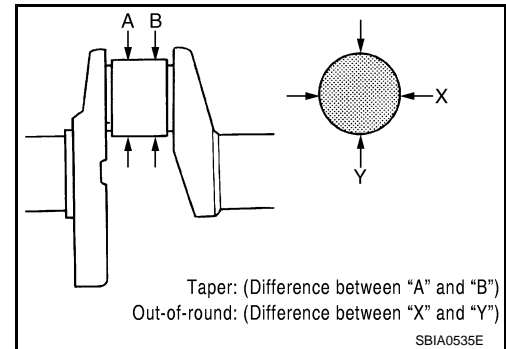 A B
X
Y
Taper: (Difference between “A” and “B”)
Out-of-round: (Difference between “X” and “Y”)
SBIA0535E